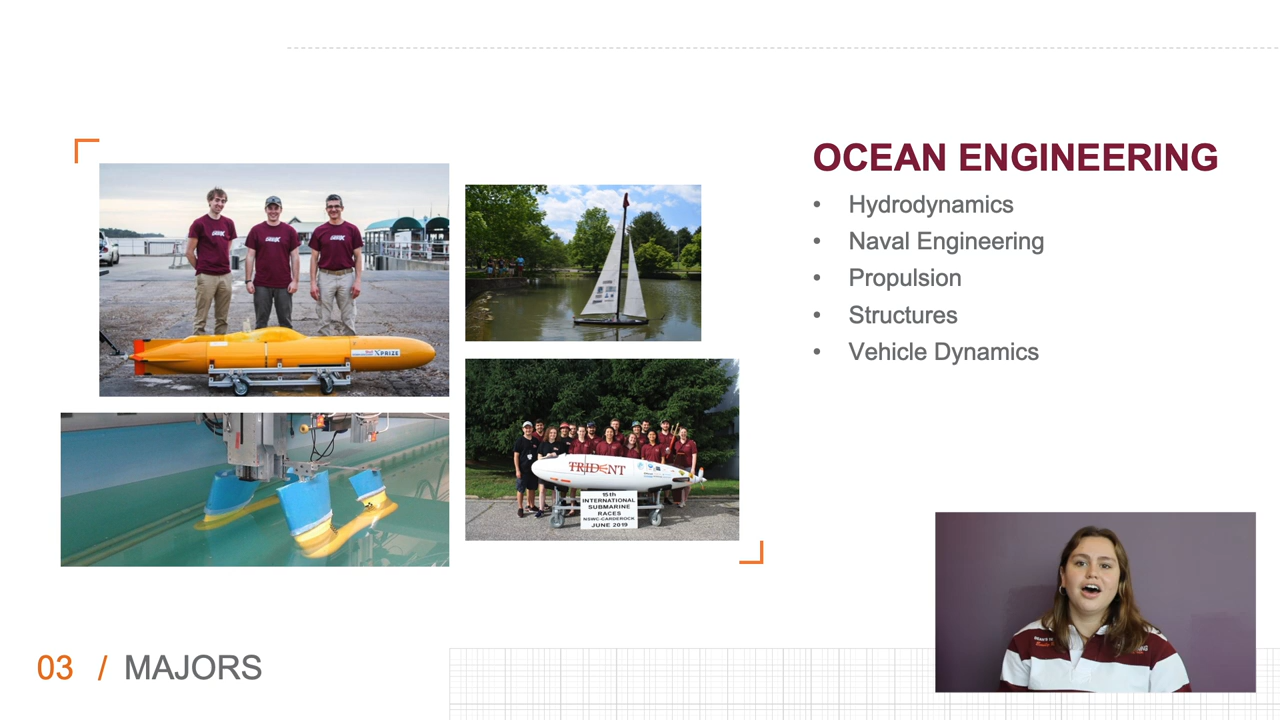 OCEAN ENGINEERING
• Hydrodynamics
• Naval Engineering
• Propulsion
• Structures
• Vehicle Dynamics
XPRIZE
TRIDENT
15th
INTERNATIONAL
SUBMARINE
RACES
NSWC-CARDEROCK
JUNE 2019
03 / MAJORS